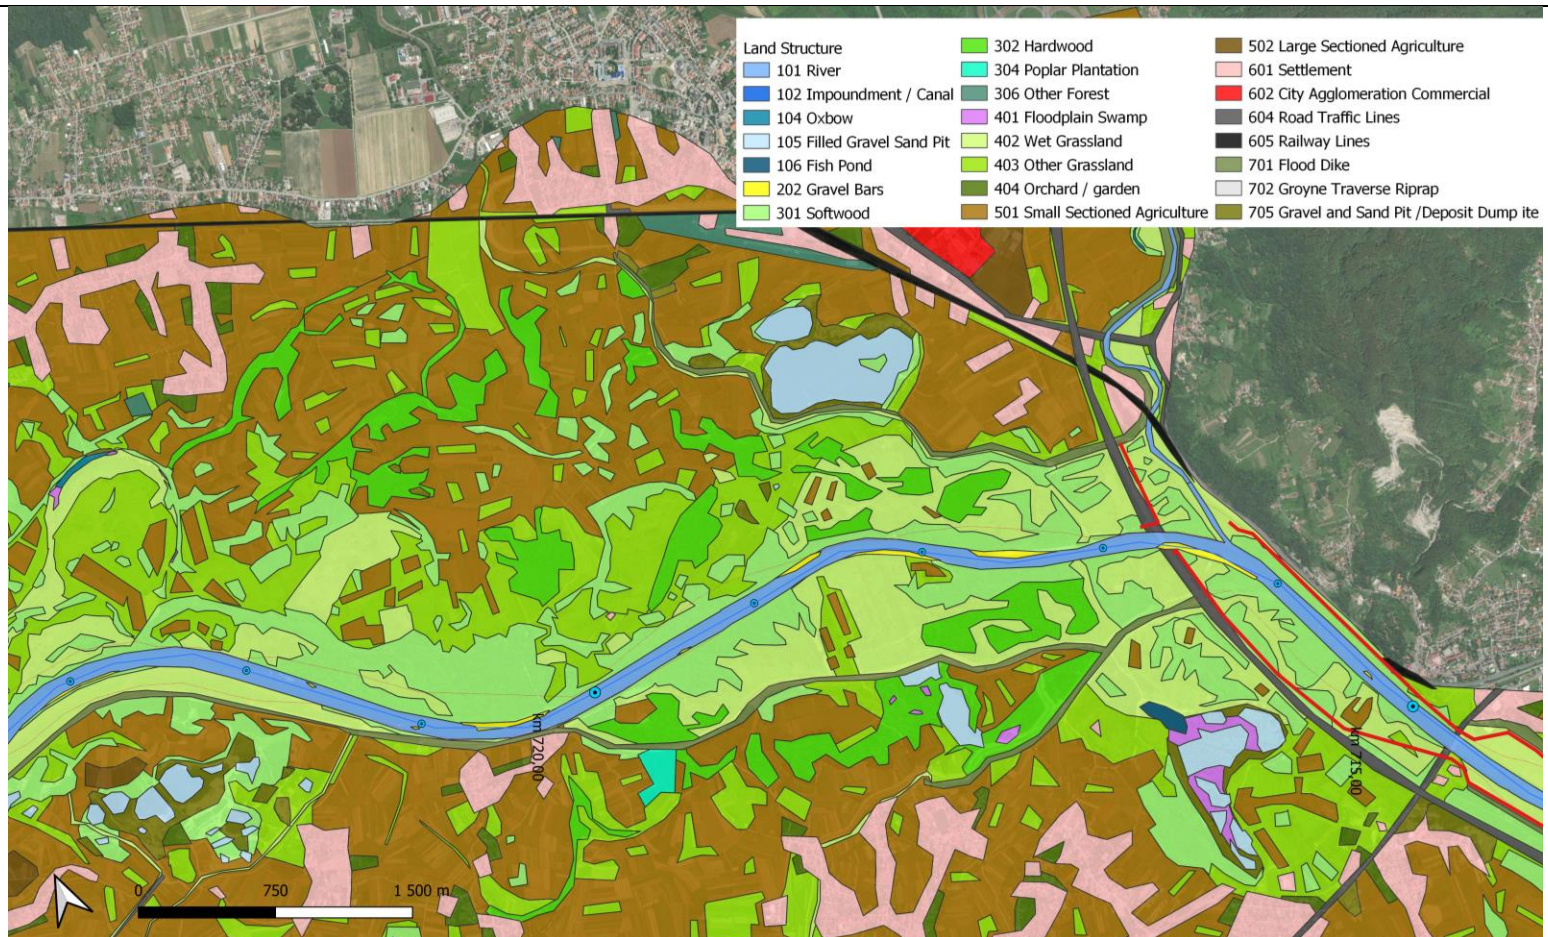 Land Structure
101 River
102 Impoundment / Canal
104 Oxbow
105 Filled Gravel Sand Pit
106 Fish Pond
202 Gravel Bars
301 Softwood
302 Hardwood
304 Poplar Plantation
306 Other Forest
401 Floodplain Swamp
402 Wet Grassland
403 Other Grassland
404 Orchard / garden
501 Small Sectioned Agriculture
502 Large Sectioned Agriculture
601 Settlement
602 City Agglomeration Commercial
604 Road Traffic Lines
605 Railway Lines
701 Flood Dike
702 Groyne Traverse Riprap
705 Gravel and Sand Pit /Deposit Dump ite
km 720,00
km 715,00
0 750 1 500 m